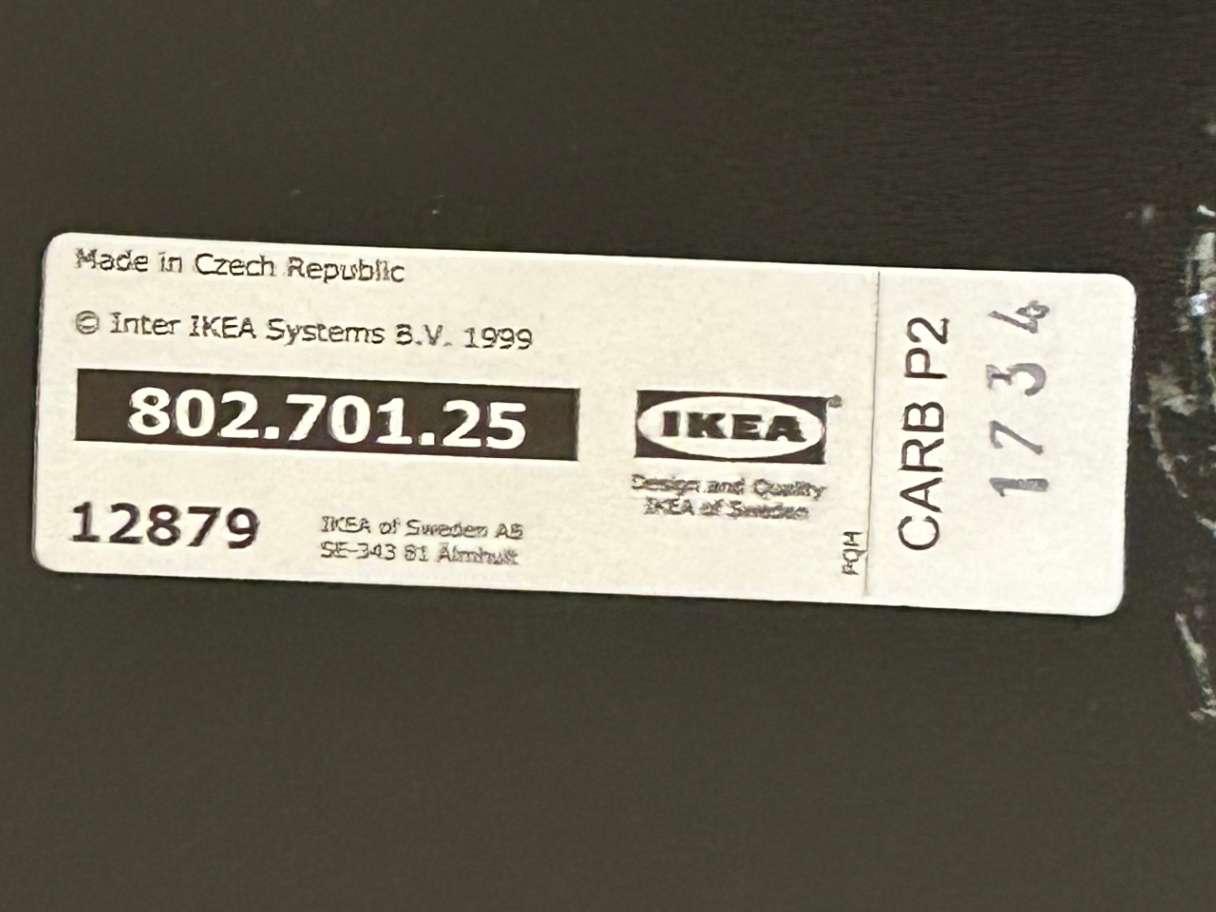 Made in Czech Republic
© Inter IKEA Systems B.V. 1999
802.701.25
12879
IKEA of Sweden AB
SE-343 81 Älmhult
IKEA®
Design and Quality
IKEA of Sweden
PQH
CARB P2
1734